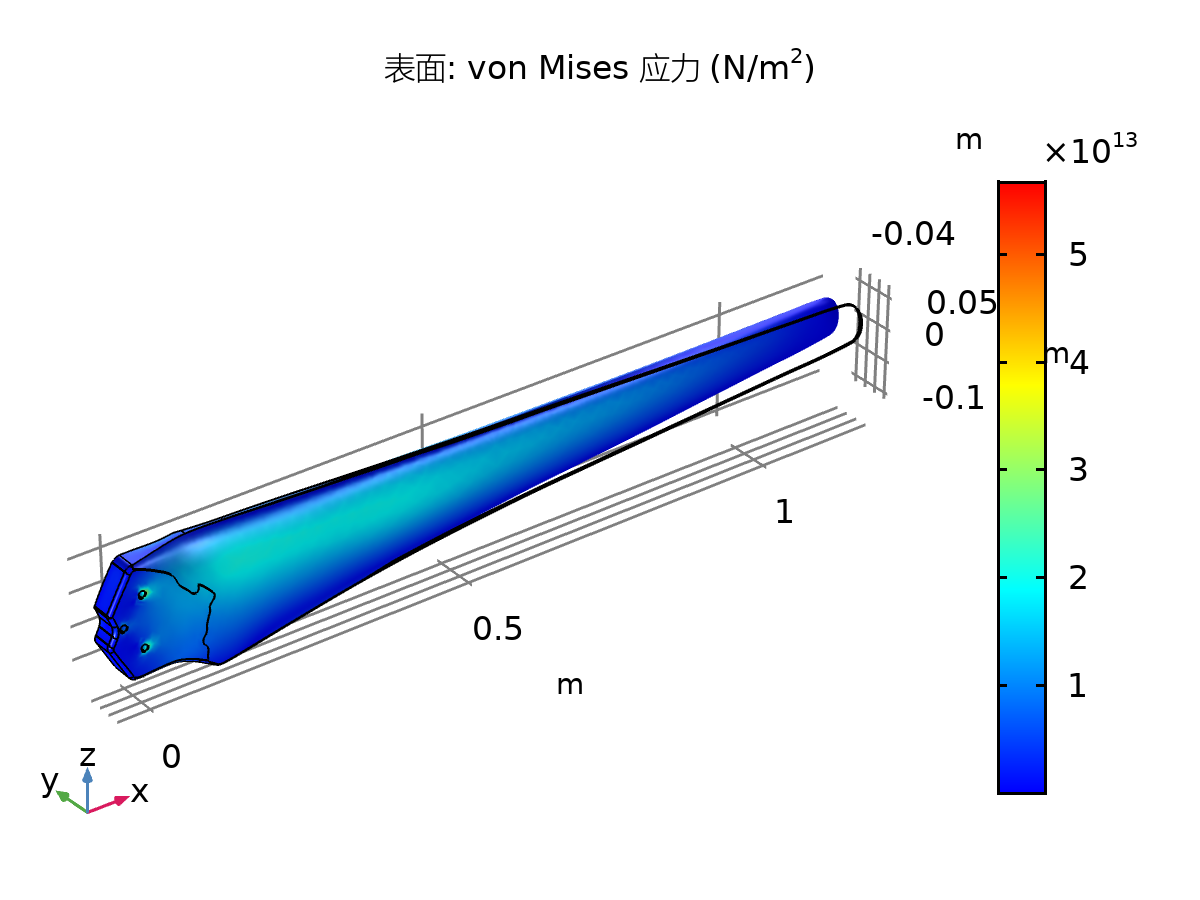 表面: von Mises 应力 (N/m²)
m
×10¹³
-0.04
5
0.05
0
m
4
-0.1
3
1
2
0.5
1
m
0
z
y
x